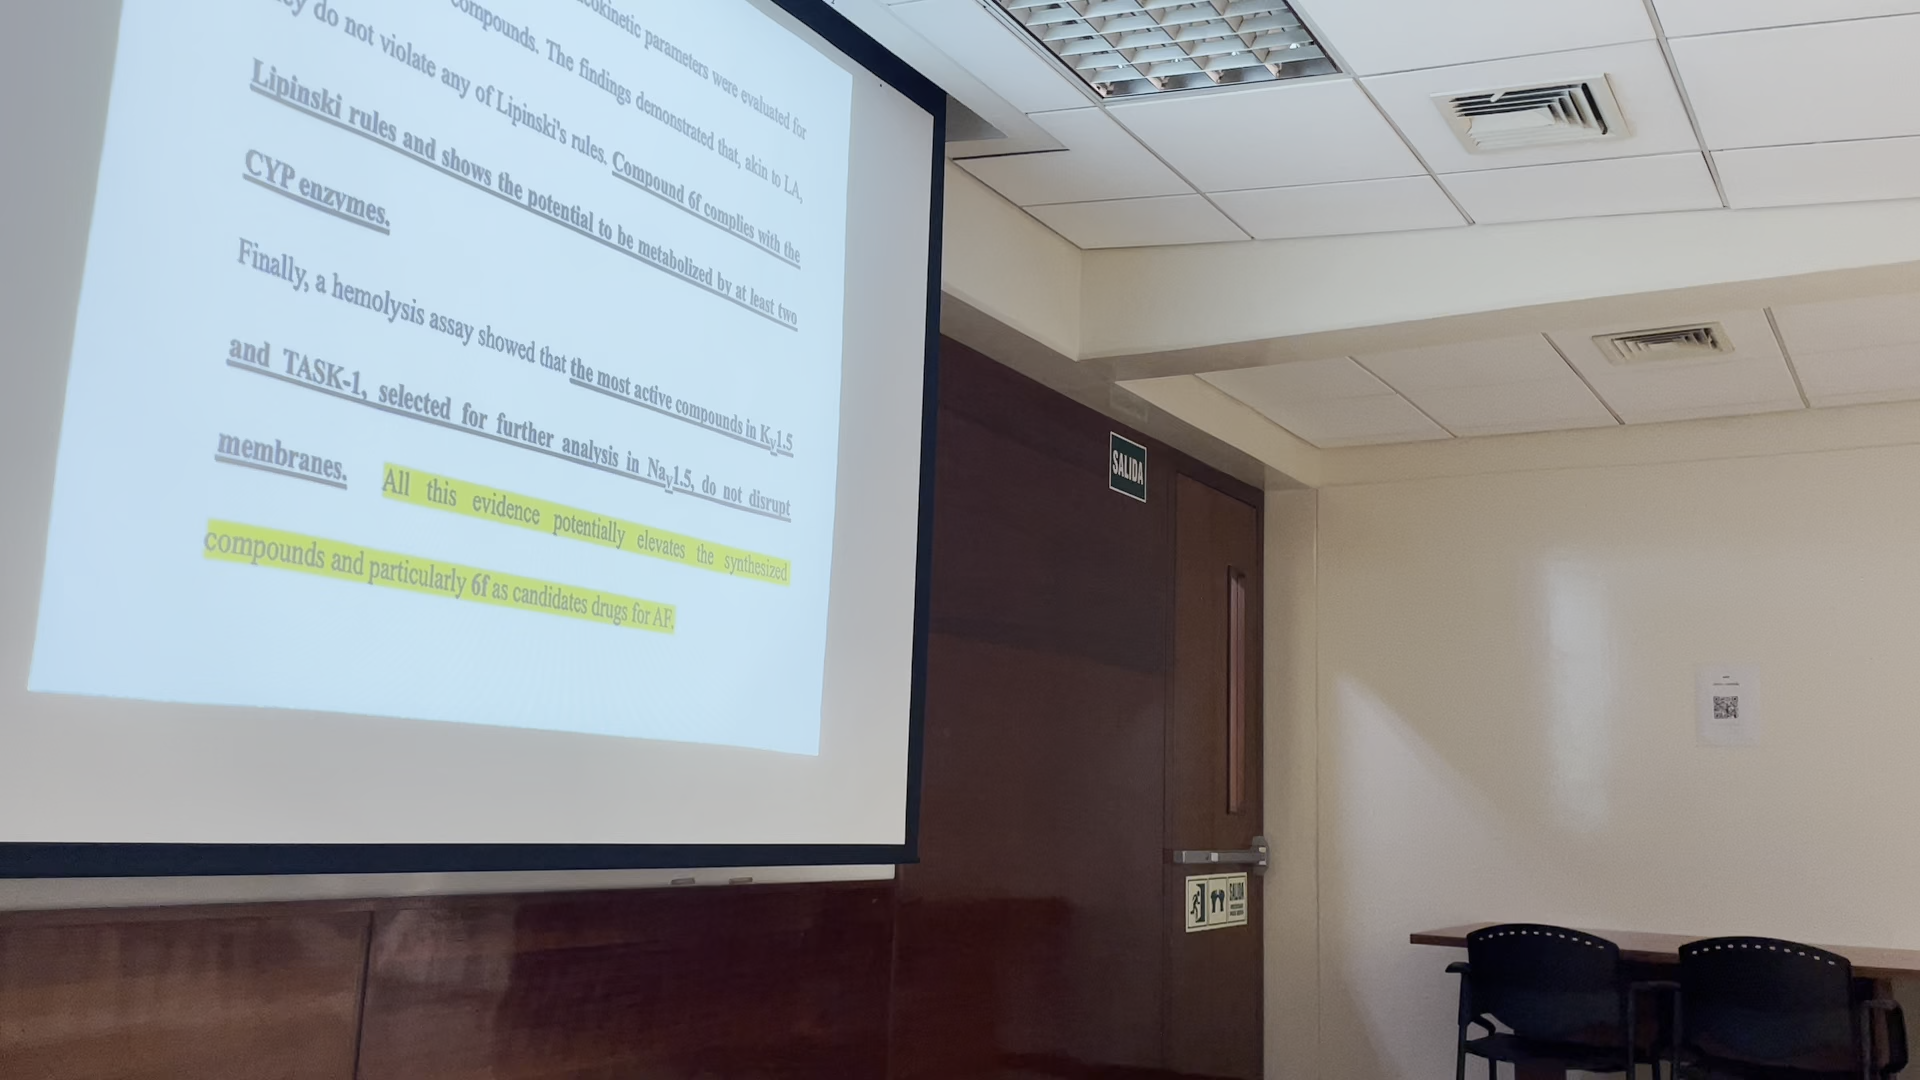 parameters were evaluated for
compounds. The findings demonstrated that, akin to LA,
do not violate any of Lipinski's rules. Compound 6f complies with the
Lipinski rules and shows the potential to be metabolized by at least two
CYP enzymes.
Finally, a hemolysis assay showed that the most active compounds in Kv1.5
and TASK-1, selected for further analysis in Nav1.5, do not disrupt
membranes. All this evidence potentially elevates the synthesized
compounds and particularly 6f as candidates drugs for AF.
SALIDA
SALIDA